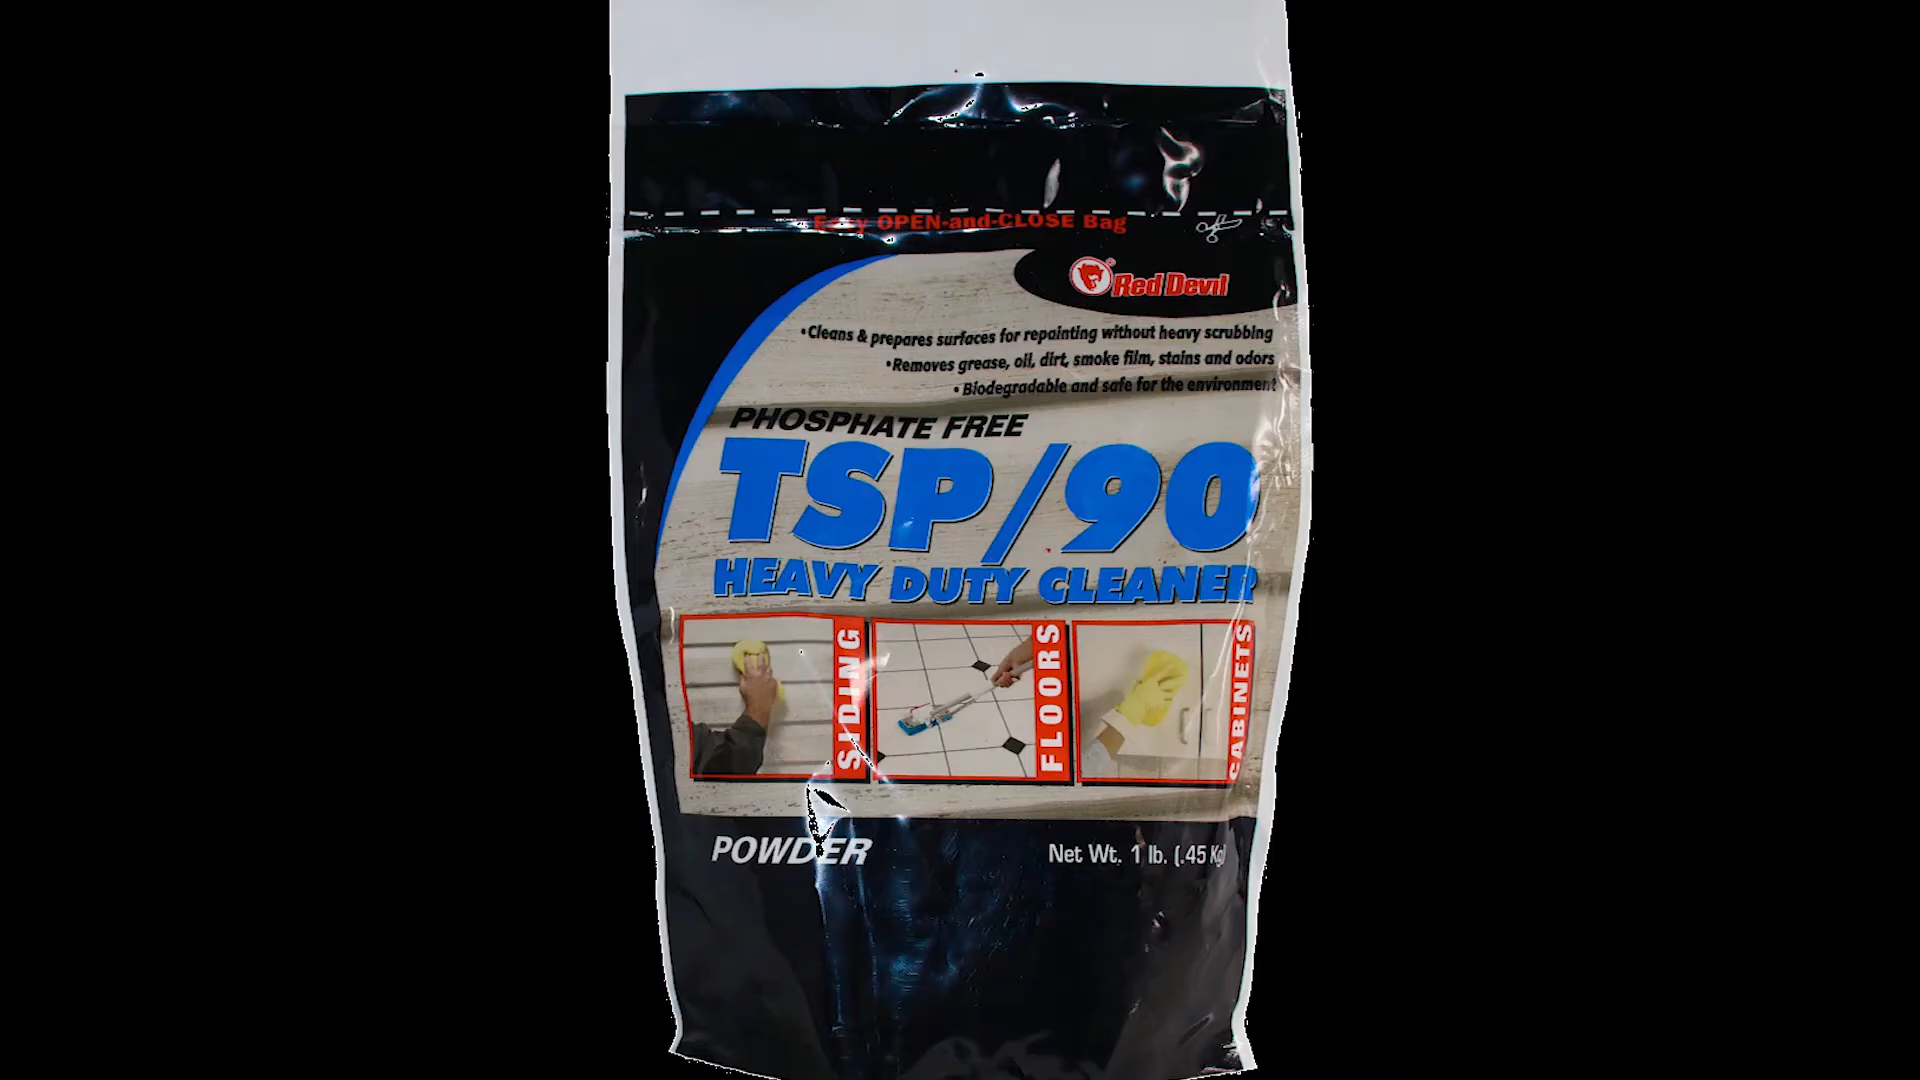 Easy OPEN-and-CLOSE Bag
Red Devil
•Cleans & prepares surfaces for repainting without heavy scrubbing
•Removes grease, oil, dirt, smoke film, stains and odors
• Biodegradable and safe for the environment
PHOSPHATE FREE
TSP/90
HEAVY DUTY CLEANER
SIDING
FLOORS
CABINETS
POWDER
Net Wt. 1 lb. (.45 Kg)